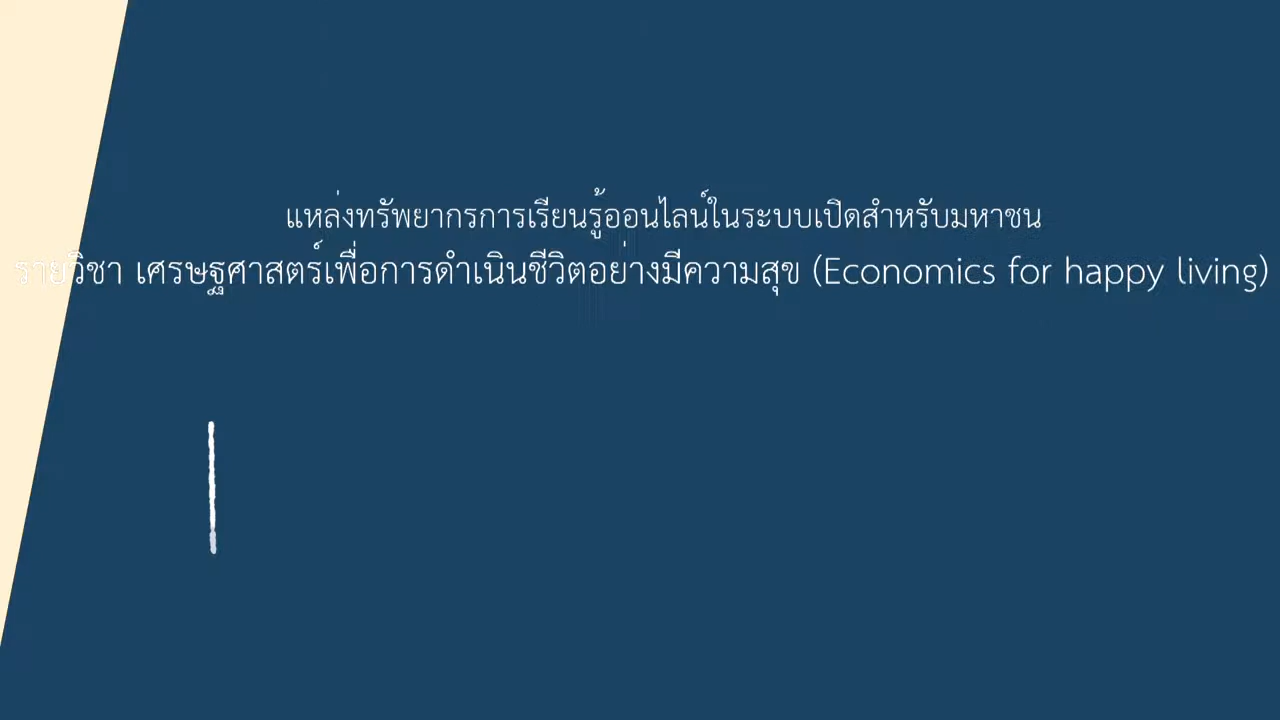 แหล่งทรัพยากรการเรียนรู้ออนไลน์ในระบบเปิดสำหรับมหาชน
รายวิชา เศรษฐศาสตร์เพื่อการดำเนินชีวิตอย่างมีความสุข (Economics for happy living)